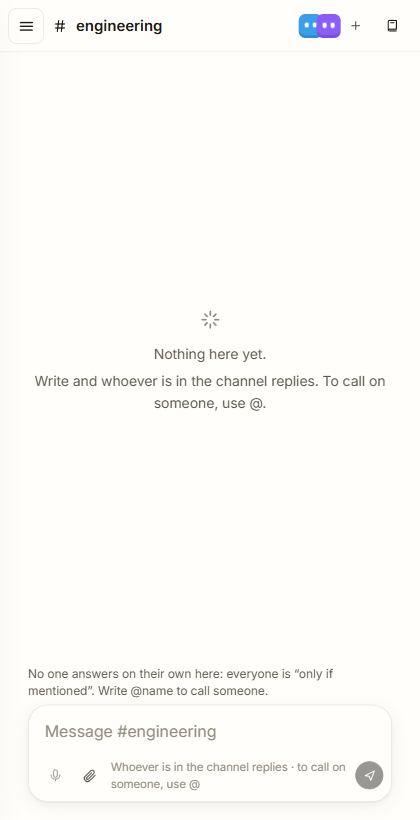 # engineering
Nothing here yet.
Write and whoever is in the channel replies. To call on
someone, use @.
No one answers on their own here: everyone is “only if
mentioned”. Write @name to call someone.
Message #engineering
Whoever is in the channel replies · to call on
someone, use @